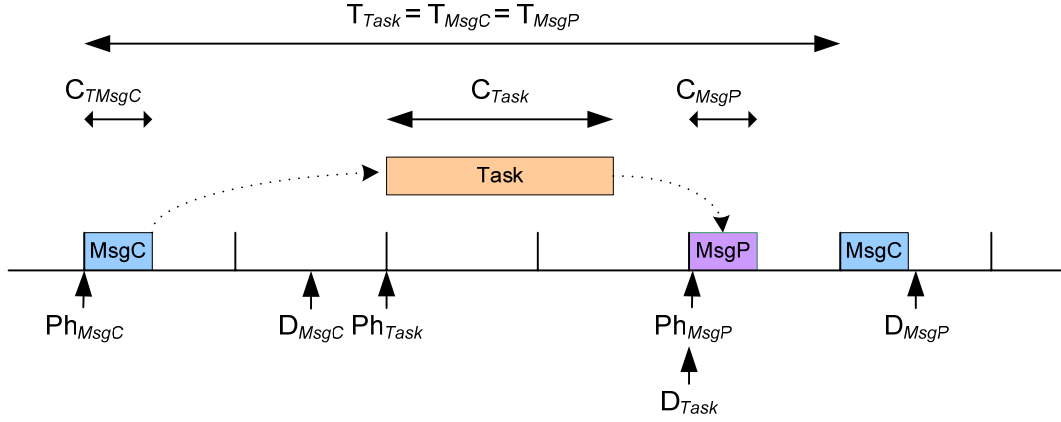 T_Task = T_MsgC = T_MsgP
C_TMsgC
C_Task
C_MsgP
Task
MsgC
MsgP
MsgC
Ph_MsgC
D_MsgC
Ph_Task
Ph_MsgP
D_MsgP
D_Task